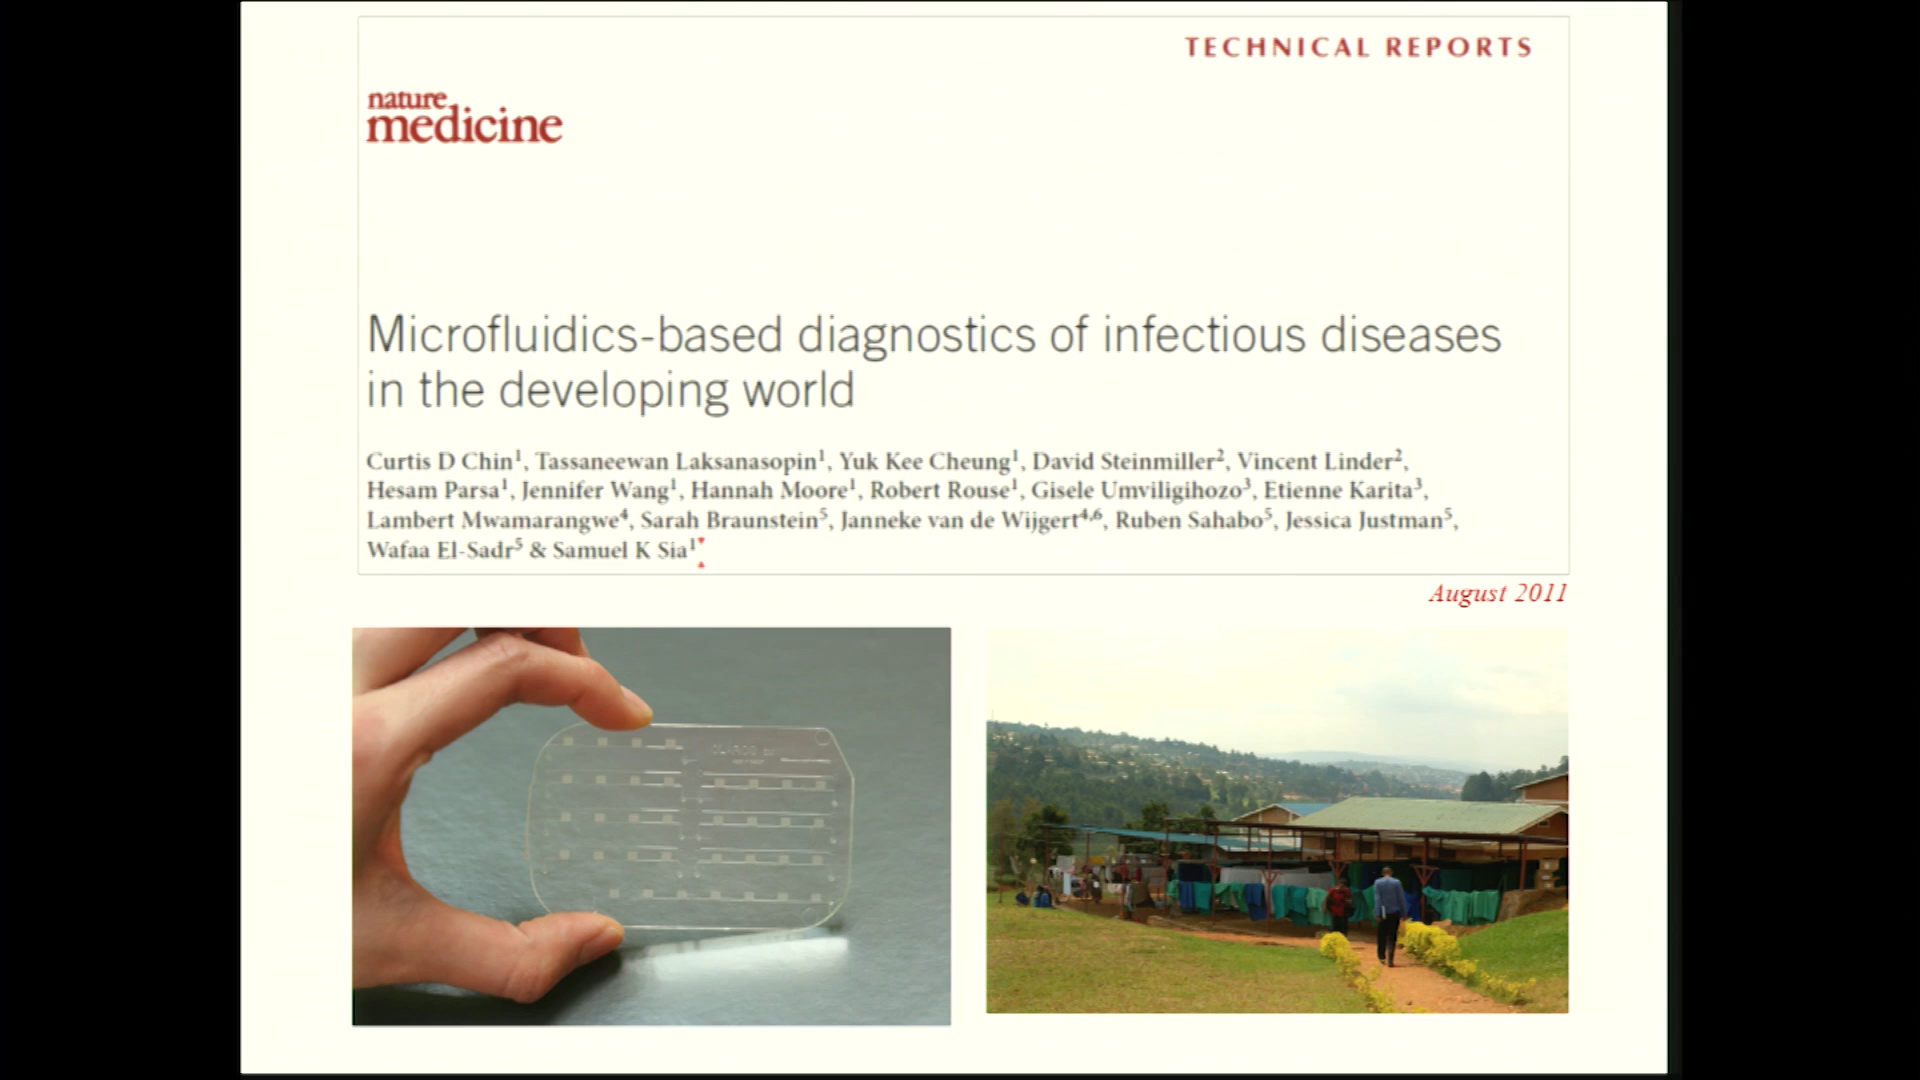 TECHNICAL REPORTS
nature
medicine
Microfluidics-based diagnostics of infectious diseases
in the developing world
Curtis D Chin¹, Tassaneewan Laksanasopin¹, Yuk Kee Cheung¹, David Steinmiller², Vincent Linder²,
Hesam Parsa¹, Jennifer Wang¹, Hannah Moore¹, Robert Rouse¹, Gisele Umviligihozo³, Etienne Karita³,
Lambert Mwamarangwe⁴, Sarah Braunstein⁵, Janneke van de Wijgert⁴,⁶, Ruben Sahabo⁵, Jessica Justman⁵,
Wafaa El-Sadr⁵ & Samuel K Sia¹
August 2011